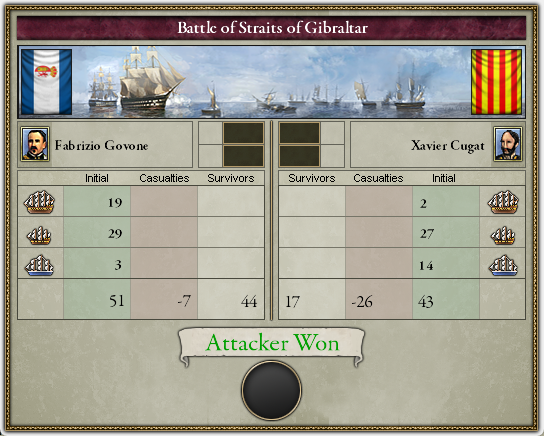 Battle of Straits of Gibraltar
Fabrizio Govone Xavier Cugat
Initial Casualties Survivors Survivors Casualties Initial
19 2
29 27
3 14
51 -7 44 17 -26 43
Attacker Won